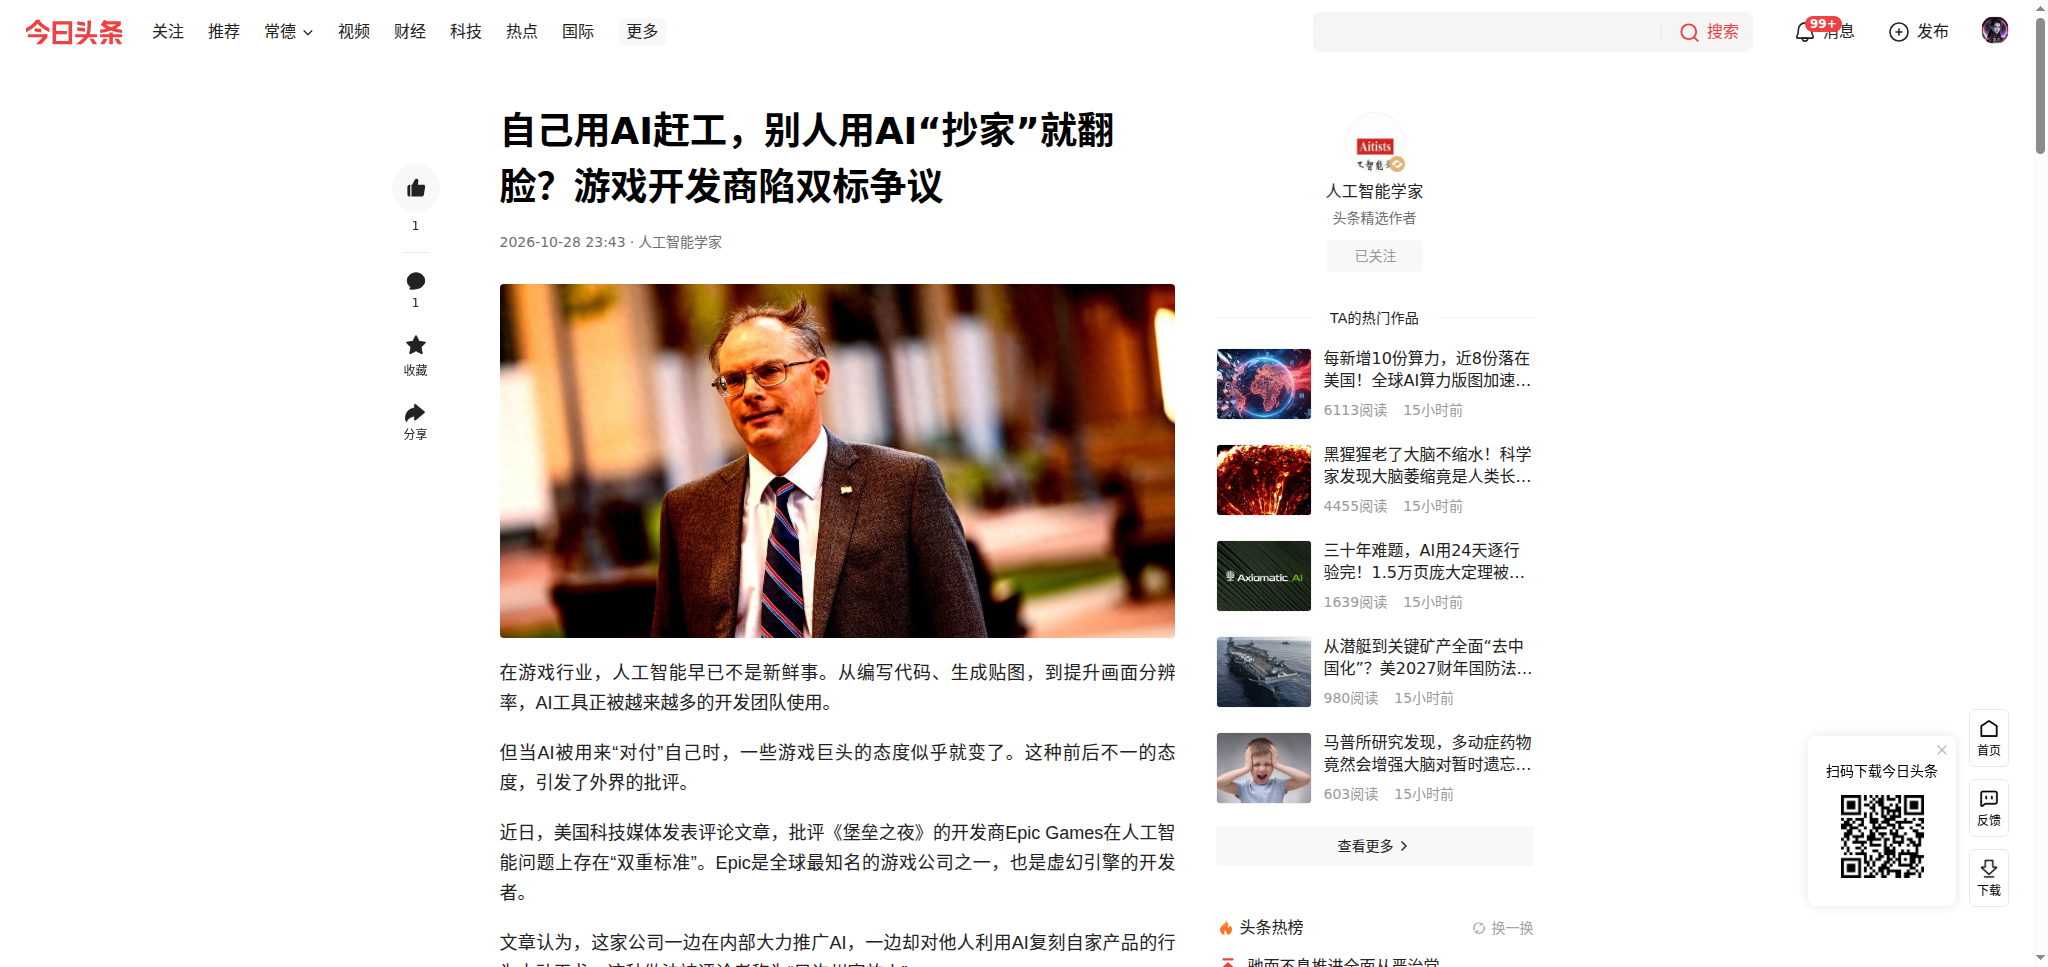 今日头条
关注
推荐
常德
视频
财经
科技
热点
国际
更多
搜索
99+
消息
发布
自己用AI赶工，别人用AI“抄家”就翻
脸？游戏开发商陷双标争议
2026-10-28 23:43 · 人工智能学家
1
1
收藏
分享
在游戏行业，人工智能早已不是新鲜事。从编写代码、生成贴图，到提升画面分辨
率，AI工具正被越来越多的开发团队使用。
但当AI被用来“对付”自己时，一些游戏巨头的态度似乎就变了。这种前后不一的态
度，引发了外界的批评。
近日，美国科技媒体发表评论文章，批评《堡垒之夜》的开发商Epic Games在人工智
能问题上存在“双重标准”。Epic是全球最知名的游戏公司之一，也是虚幻引擎的开发
者。
文章认为，这家公司一边在内部大力推广AI，一边却对他人利用AI复刻自家产品的行
Aitists
人工智能学家
头条精选作者
已关注
TA的热门作品
每新增10份算力，近8份落在
美国！全球AI算力版图加速...
6113阅读 15小时前
黑猩猩老了大脑不缩水！科学
家发现大脑萎缩竟是人类长...
4455阅读 15小时前
Axiomatic_AI
三十年难题，AI用24天逐行
验完！1.5万页庞大定理被...
1639阅读 15小时前
从潜艇到关键矿产全面“去中
国化”？美2027财年国防法...
980阅读 15小时前
马普所研究发现，多动症药物
竟然会增强大脑对暂时遗忘...
603阅读 15小时前
查看更多
头条热榜
换一换
驰而不息推进全面从严治党
扫码下载今日头条
首页
反馈
下载